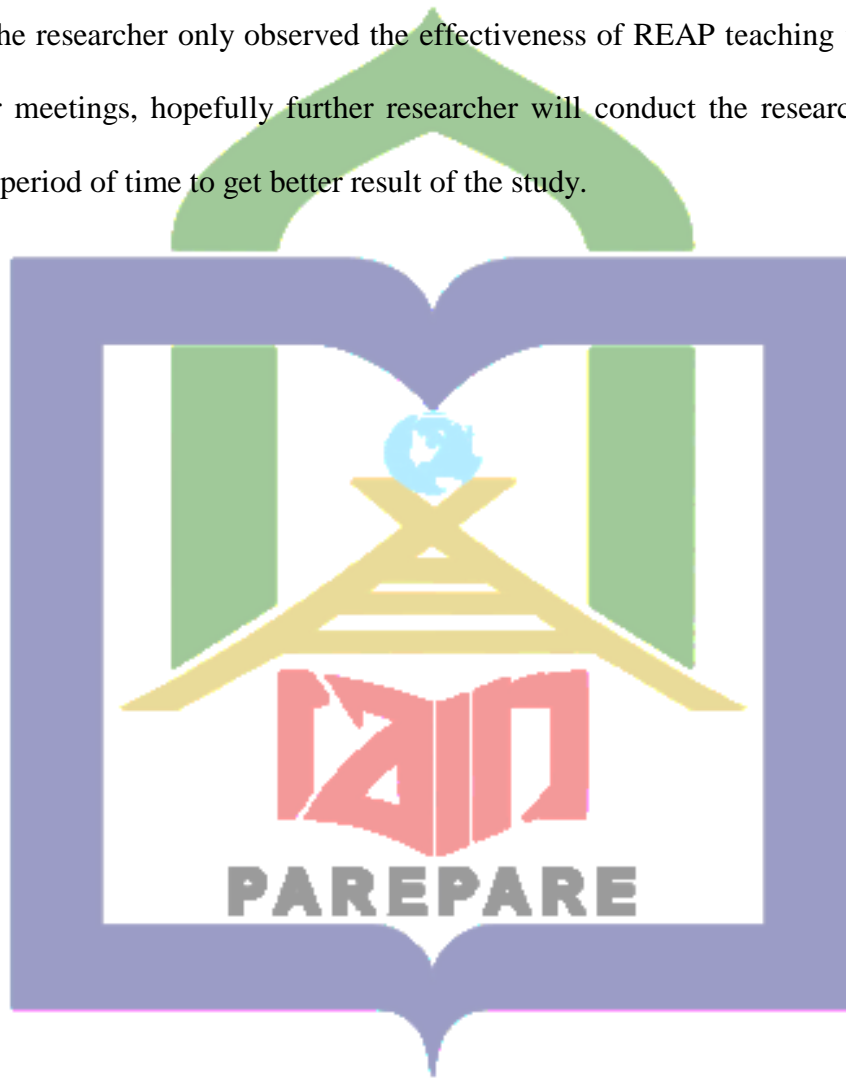 he researcher only observed the effectiveness of REAP teaching
r meetings, hopefully further researcher will conduct the researc
period of time to get better result of the study.
iain
PAREPARE